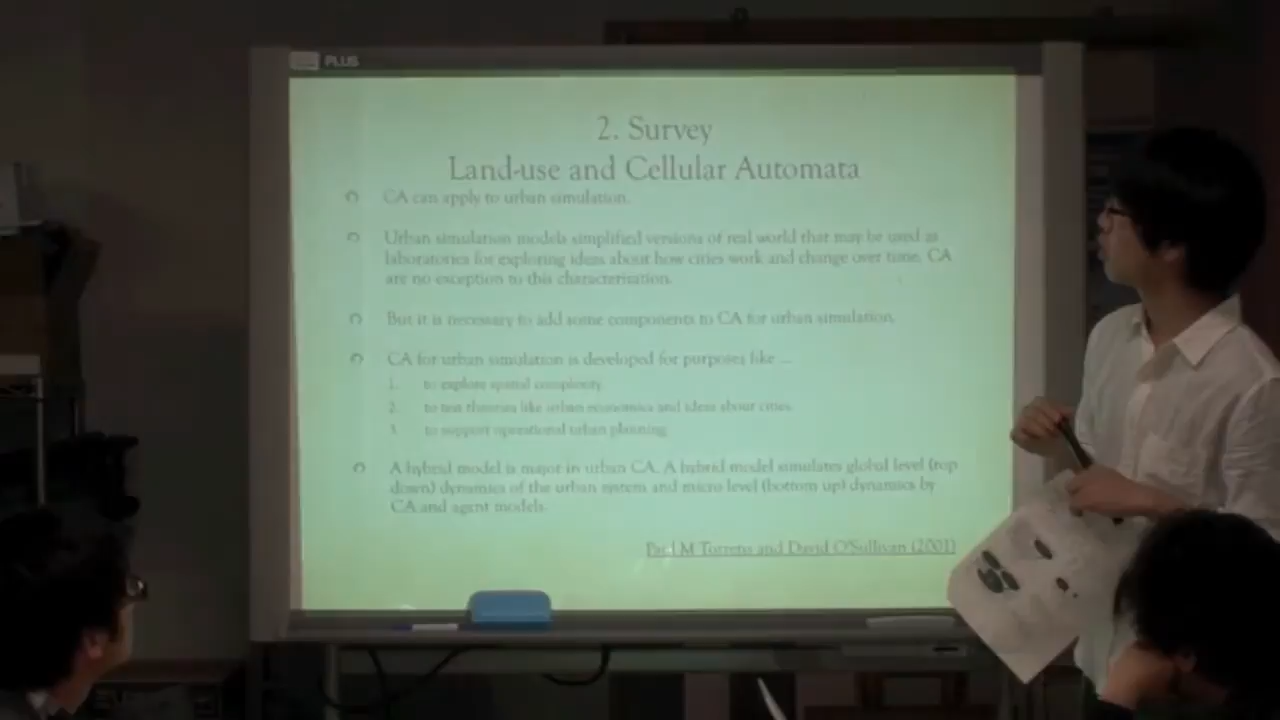 PLUS
2. Survey
Land-use and Cellular Automata
CA can apply to urban simulation.
Urban simulation models simplified versions of real world that may be used as
laboratories for exploring ideas about how cities work and change over time. CA
are no exception to this characterization.
But it is necessary to add some components to CA for urban simulation.
CA for urban simulation is developed for purposes like ...
1. to explore spatial complexity
2. to test theories like urban economics and ideas about cities.
3. to support operational urban planning
A hybrid model is major in urban CA. A hybrid model simulates global level (top
down) dynamics of the urban system and micro level (bottom up) dynamics by
CA and agent models.
Paul M Torrens and David O'Sullivan (2001)